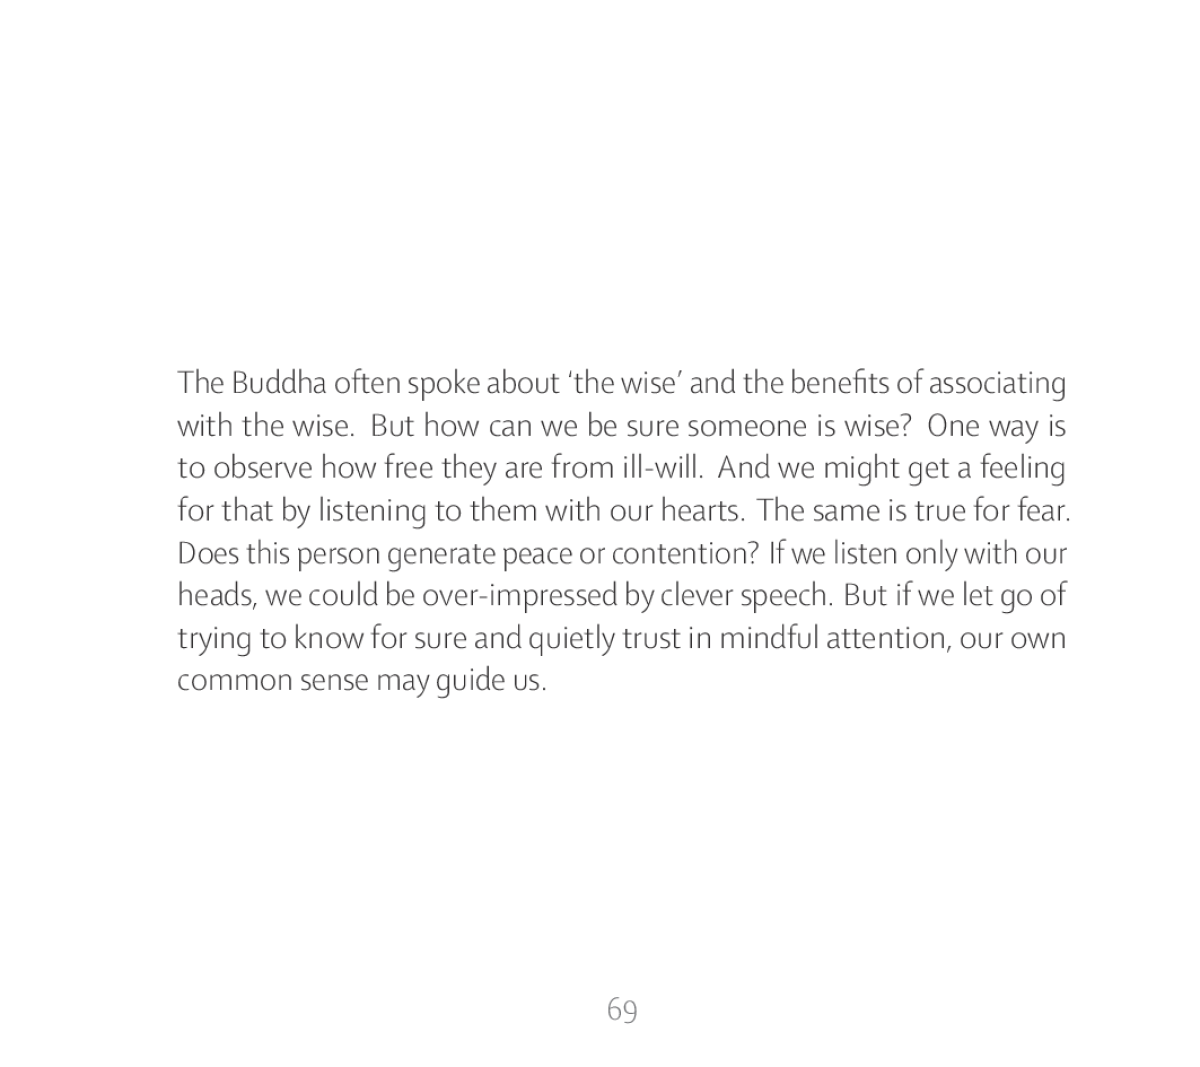 The Buddha often spoke about ‘the wise’ and the benefits of associating
with the wise. But how can we be sure someone is wise? One way is
to observe how free they are from ill-will. And we might get a feeling
for that by listening to them with our hearts. The same is true for fear.
Does this person generate peace or contention? If we listen only with our
heads, we could be over-impressed by clever speech. But if we let go of
trying to know for sure and quietly trust in mindful attention, our own
common sense may guide us.
69